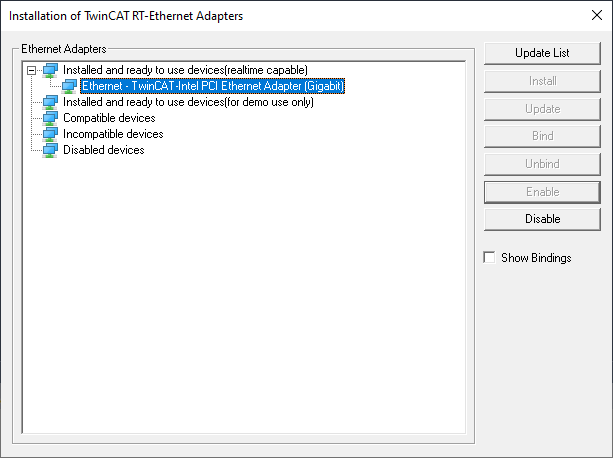 Installation of TwinCAT RT-Ethernet Adapters
Ethernet Adapters
Installed and ready to use devices(realtime capable)
Ethernet - TwinCAT-Intel PCI Ethernet Adapter (Gigabit)
Installed and ready to use devices(for demo use only)
Compatible devices
Incompatible devices
Disabled devices
Update List
Install
Update
Bind
Unbind
Enable
Disable
Show Bindings